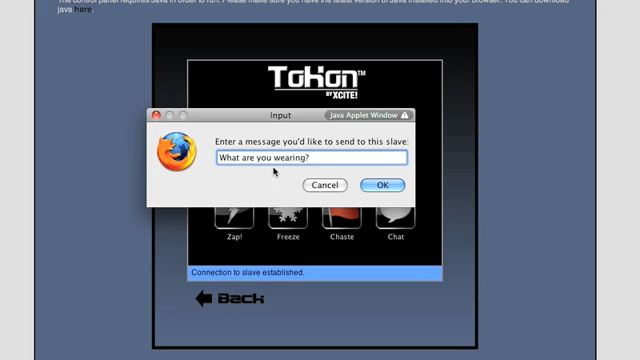 The control panel requires Java in order to run. Please make sure you have the latest version of Java installed into your browser. You can download
java here.
ToKon™
BY XCITE!
Input
Java Applet Window
Enter a message you'd like to send to this slave:
What are you wearing?
Cancel
OK
Zap!
Freeze
Chaste
Chat
Connection to slave established.
Back